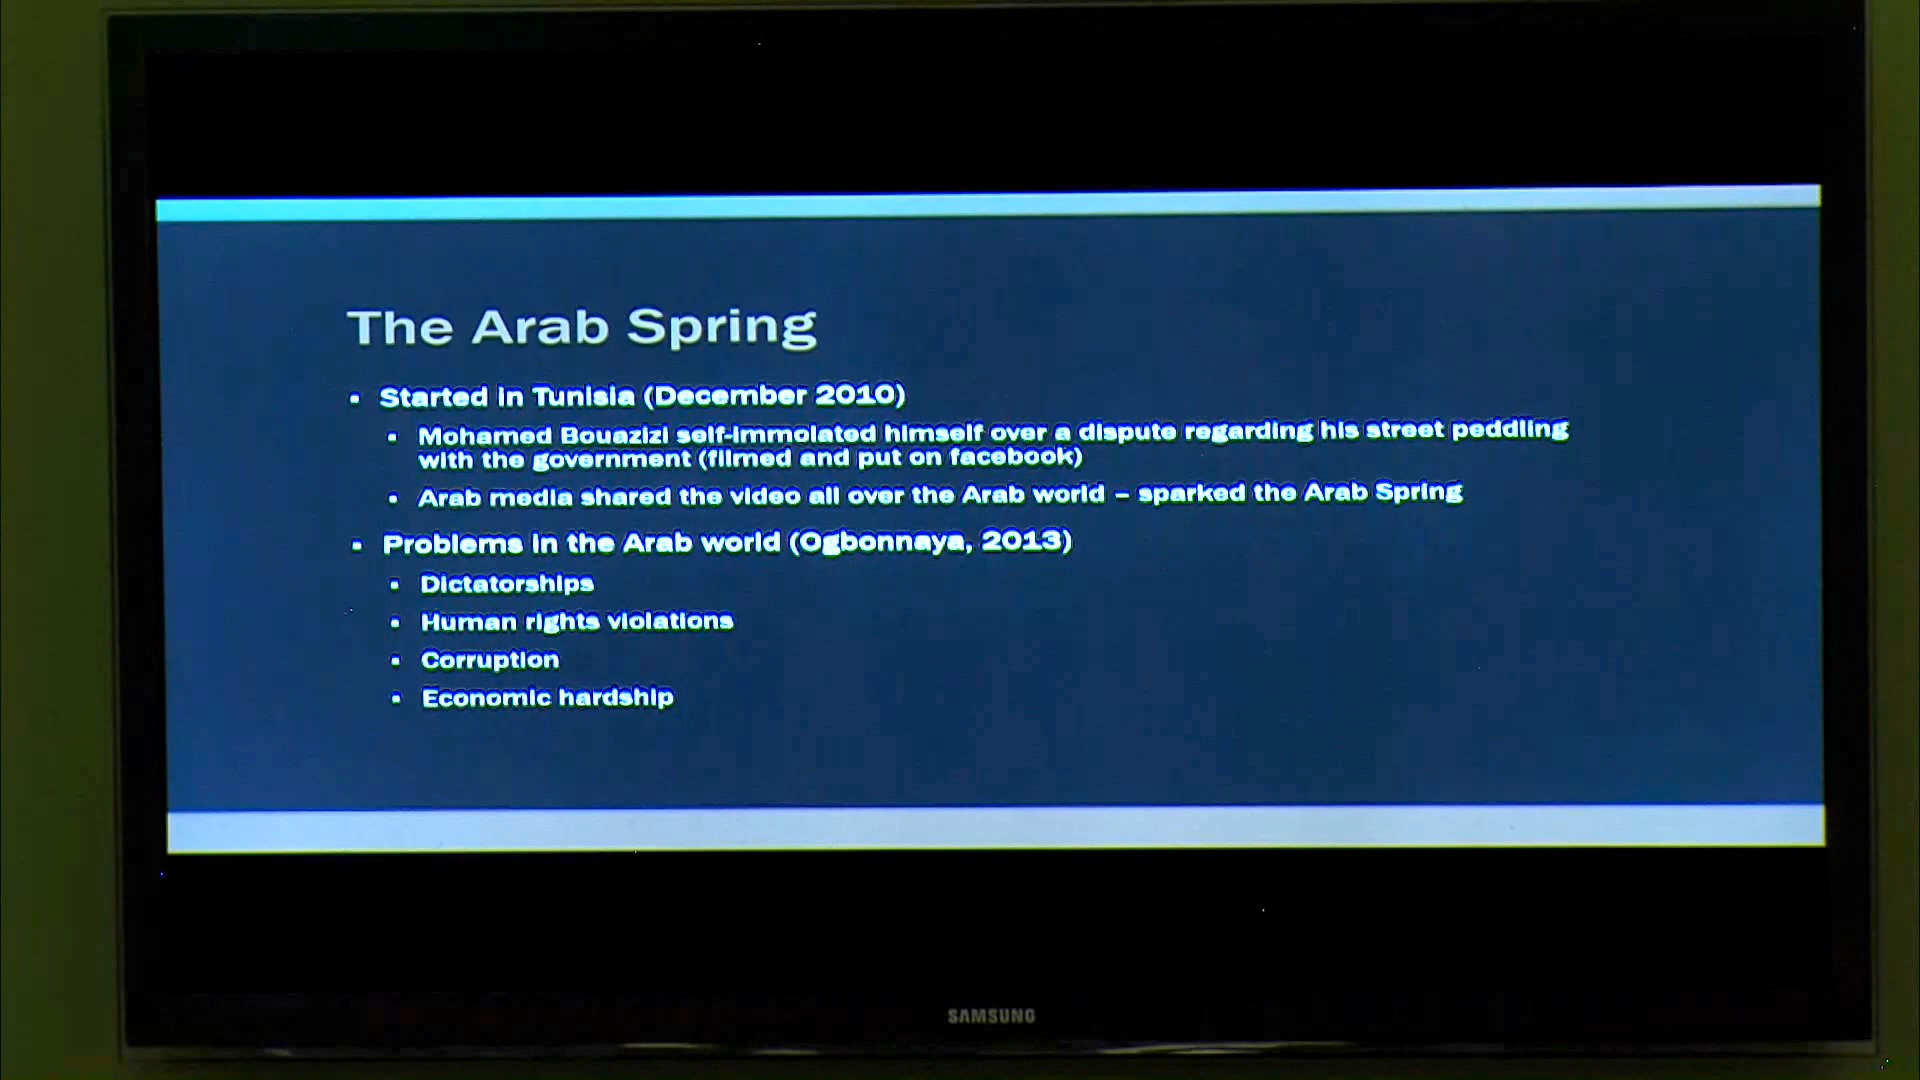 The Arab Spring
▪ Started in Tunisia (December 2010)
▪ Mohamed Bouazizi self-immolated himself over a dispute regarding his street peddling
with the government (filmed and put on facebook)
▪ Arab media shared the video all over the Arab world – sparked the Arab Spring
▪ Problems in the Arab world (Ogbonnaya, 2013)
▪ Dictatorships
▪ Human rights violations
▪ Corruption
▪ Economic hardship
SAMSUNG